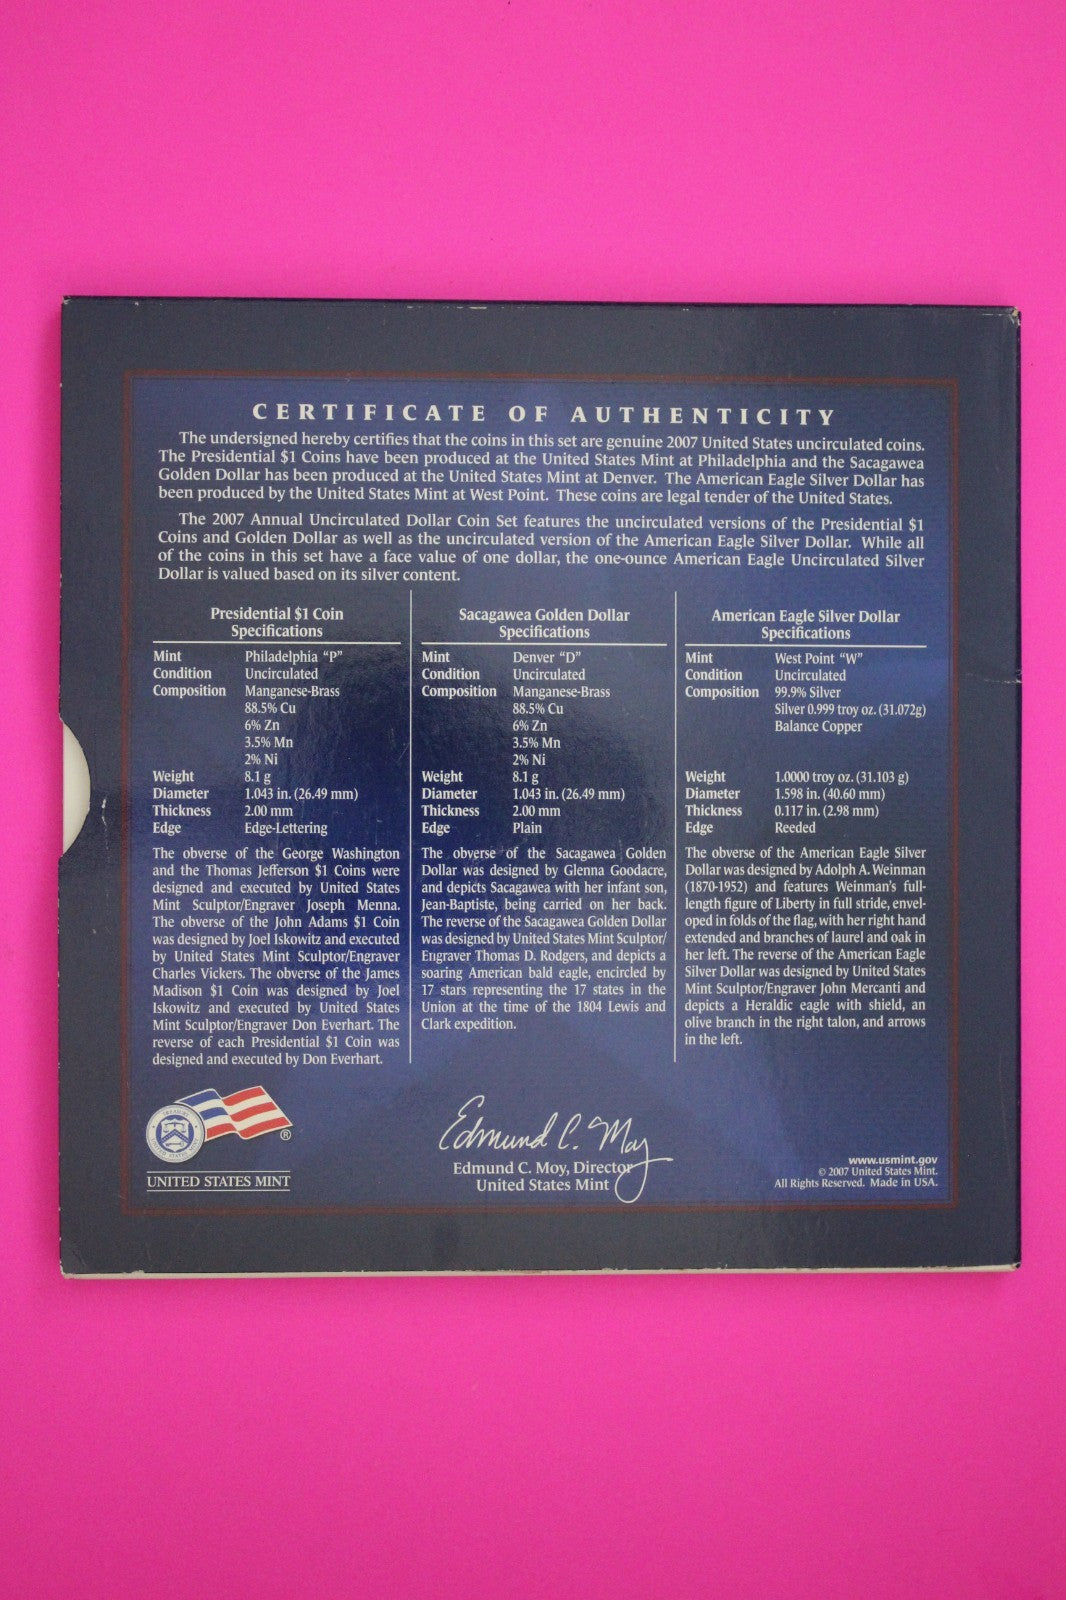 CERTIFICATE OF AUTHENTICITY
The undersigned hereby certifies that the coins in this set are genuine 2007 United States uncirculated coins.
The Presidential $1 Coins have been produced at the United States Mint at Philadelphia and the Sacagawea
Golden Dollar has been produced at the United States Mint at Denver. The American Eagle Silver Dollar has
been produced by the United States Mint at West Point. These coins are legal tender of the United States.
The 2007 Annual Uncirculated Dollar Coin Set features the uncirculated versions of the Presidential $1
Coins and Golden Dollar as well as the uncirculated version of the American Eagle Silver Dollar. While all
of the coins in this set have a face value of one dollar, the one-ounce American Eagle Uncirculated Silver
Dollar is valued based on its silver content.
Presidential $1 Coin
Specifications
Mint Philadelphia "P"
Condition Uncirculated
Composition Manganese-Brass
88.5% Cu
6% Zn
3.5% Mn
2% Ni
Weight 8.1 g
Diameter 1.043 in. (26.49 mm)
Thickness 2.00 mm
Edge Edge-Lettering
The obverse of the George Washington
and the Thomas Jefferson $1 Coins were
designed and executed by United States
Mint Sculptor/Engraver Joseph Menna.
The obverse of the John Adams $1 Coin
was designed by Joel Iskowitz and executed
by United States Mint Sculptor/Engraver
Charles Vickers. The obverse of the James
Madison $1 Coin was designed by Joel
Iskowitz and executed by United States
Mint Sculptor/Engraver Don Everhart. The
reverse of each Presidential $1 Coin was
designed and executed by Don Everhart.
Sacagawea Golden Dollar
Specifications
Mint Denver "D"
Condition Uncirculated
Composition Manganese-Brass
88.5% Cu
6% Zn
3.5% Mn
2% Ni
Weight 8.1 g
Diameter 1.043 in. (26.49 mm)
Thickness 2.00 mm
Edge Plain
The obverse of the Sacagawea Golden
Dollar was designed by Glenna Goodacre,
and depicts Sacagawea with her infant son,
Jean-Baptiste, being carried on her back.
The reverse of the Sacagawea Golden Dollar
was designed by United States Mint Sculptor/
Engraver Thomas D. Rodgers, and depicts a
soaring American bald eagle, encircled by
17 stars representing the 17 states in the
Union at the time of the 1804 Lewis and
Clark expedition.
American Eagle Silver Dollar
Specifications
Mint West Point "W"
Condition Uncirculated
Composition 99.9% Silver
Silver 0.999 troy oz. (31.072g)
Balance Copper
Weight 1.0000 troy oz. (31.103 g)
Diameter 1.598 in. (40.60 mm)
Thickness 0.117 in. (2.98 mm)
Edge Reeded
The obverse of the American Eagle Silver
Dollar was designed by Adolph A. Weinman
(1870-1952) and features Weinman's full-
length figure of Liberty in full stride, envel-
oped in folds of the flag, with her right hand
extended and branches of laurel and oak in
her left. The reverse of the American Eagle
Silver Dollar was designed by United States
Mint Sculptor/Engraver John Mercanti and
depicts a Heraldic eagle with shield, an
olive branch in the right talon, and arrows
in the left.
®
UNITED STATES MINT
Edmund C. Moy
Edmund C. Moy, Director
United States Mint
www.usmint.gov
© 2007 United States Mint.
All Rights Reserved. Made in USA.